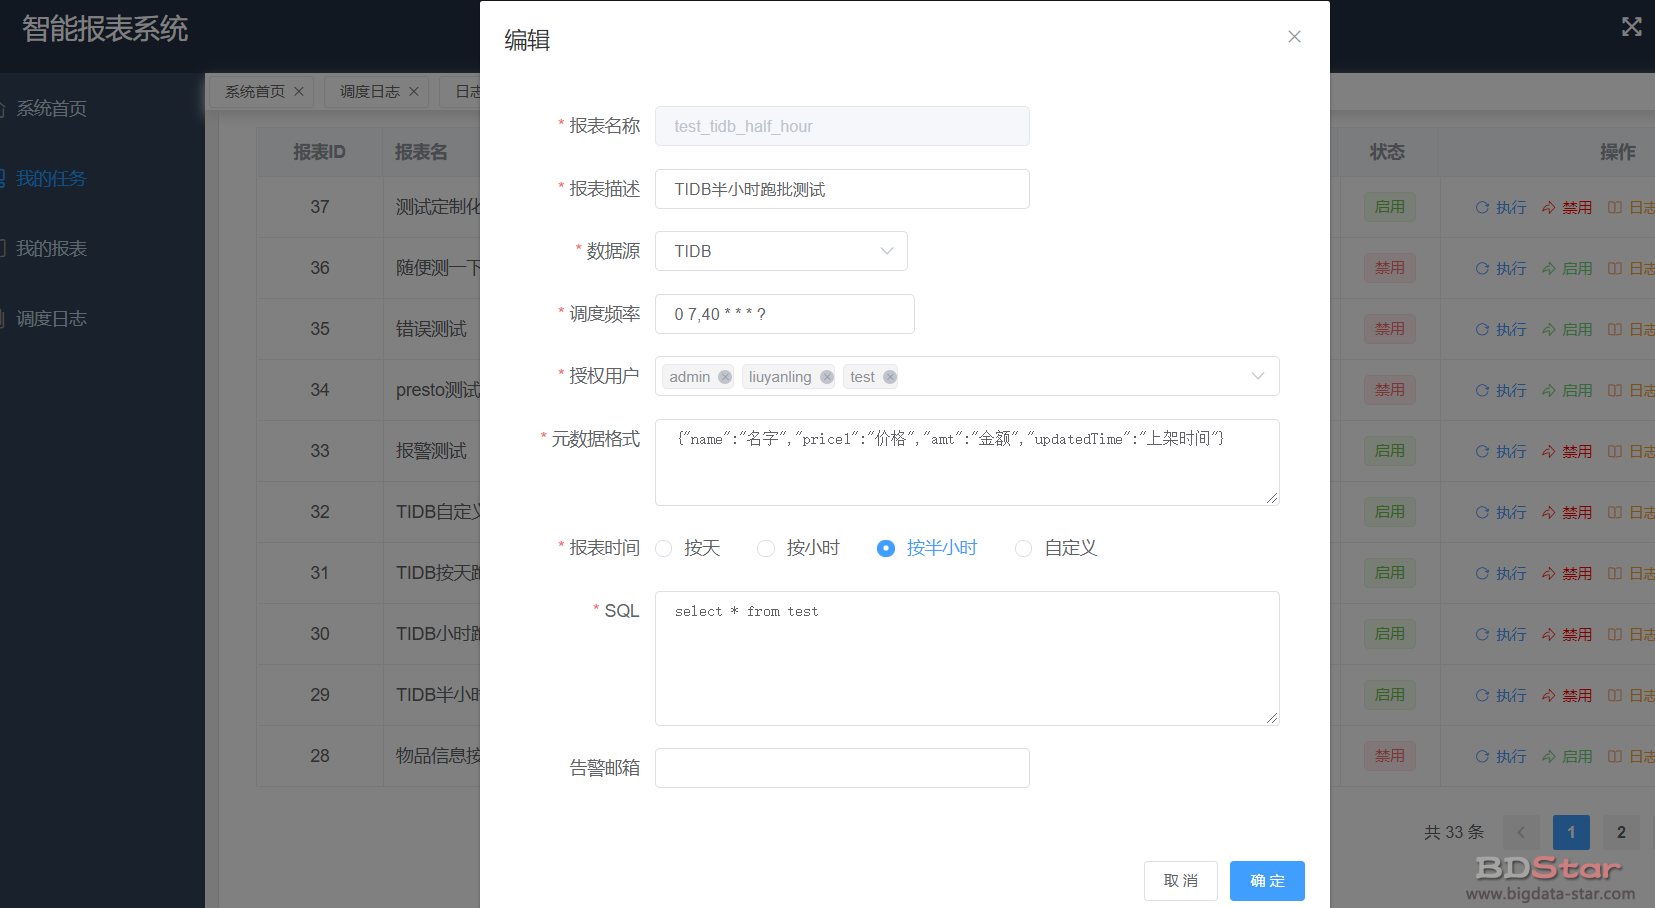 智能报表系统
系统首页
我的任务
我的报表
调度日志
系统首页
调度日志
日志
报表ID 报表名 状态 操作
37 测试定制化 启用 执行 禁用 日志
36 随便测一下 禁用 执行 启用 日志
35 错误测试 禁用 执行 启用 日志
34 presto测试 禁用 执行 启用 日志
33 报警测试 启用 执行 禁用 日志
32 TIDB自定义 启用 执行 禁用 日志
31 TIDB按天跑 启用 执行 禁用 日志
30 TIDB小时跑 启用 执行 禁用 日志
29 TIDB半小时 启用 执行 禁用 日志
28 物品信息按 禁用 执行 启用 日志
共 33 条 1 2
编辑
* 报表名称 test_tidb_half_hour
* 报表描述 TIDB半小时跑批测试
* 数据源 TIDB
* 调度频率 0 7,40 * * * ?
* 授权用户 admin liuyanling test
* 元数据格式 {"name":"名字","price1":"价格","amt":"金额","updatedTime":"上架时间"}
* 报表时间 按天 按小时 按半小时 自定义
* SQL select * from test
告警邮箱
取 消 确 定
BDStar
www.bigdata-star.com